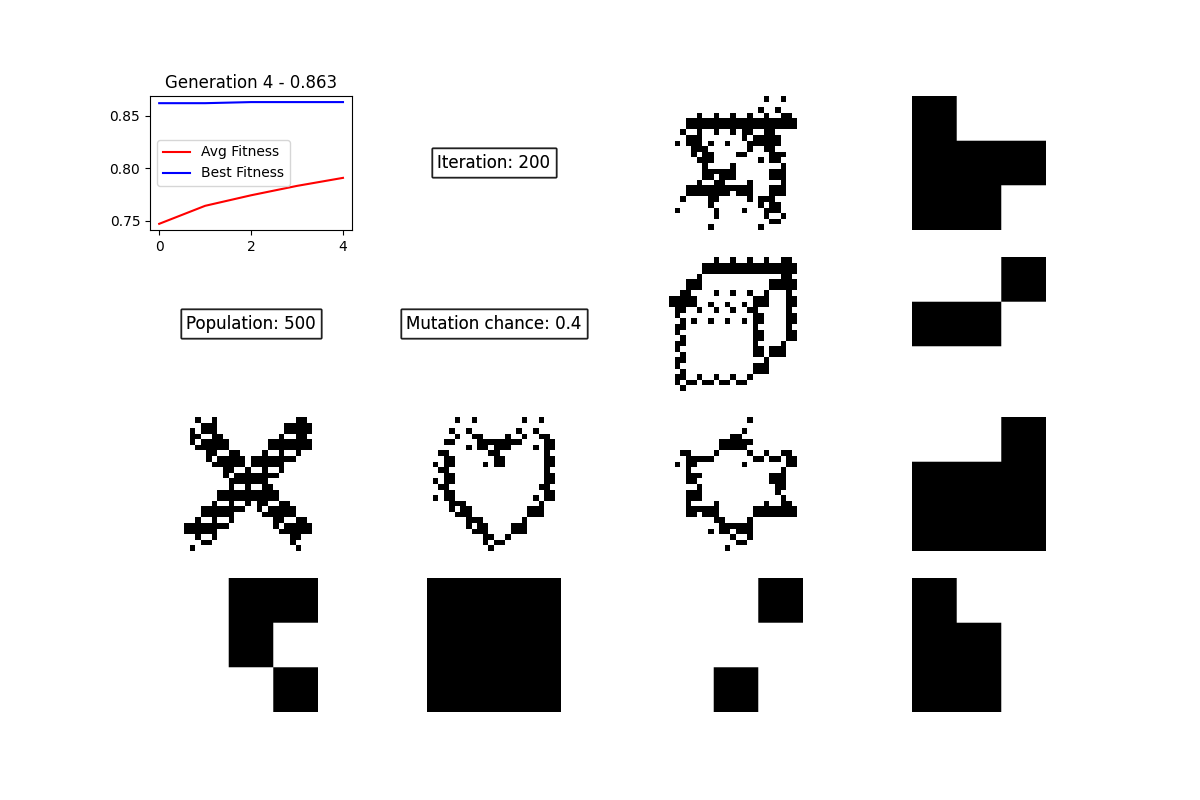 Generation 4 - 0.863
0.85
0.80
0.75
Avg Fitness
Best Fitness
0 2 4
Iteration: 200
Population: 500
Mutation chance: 0.4